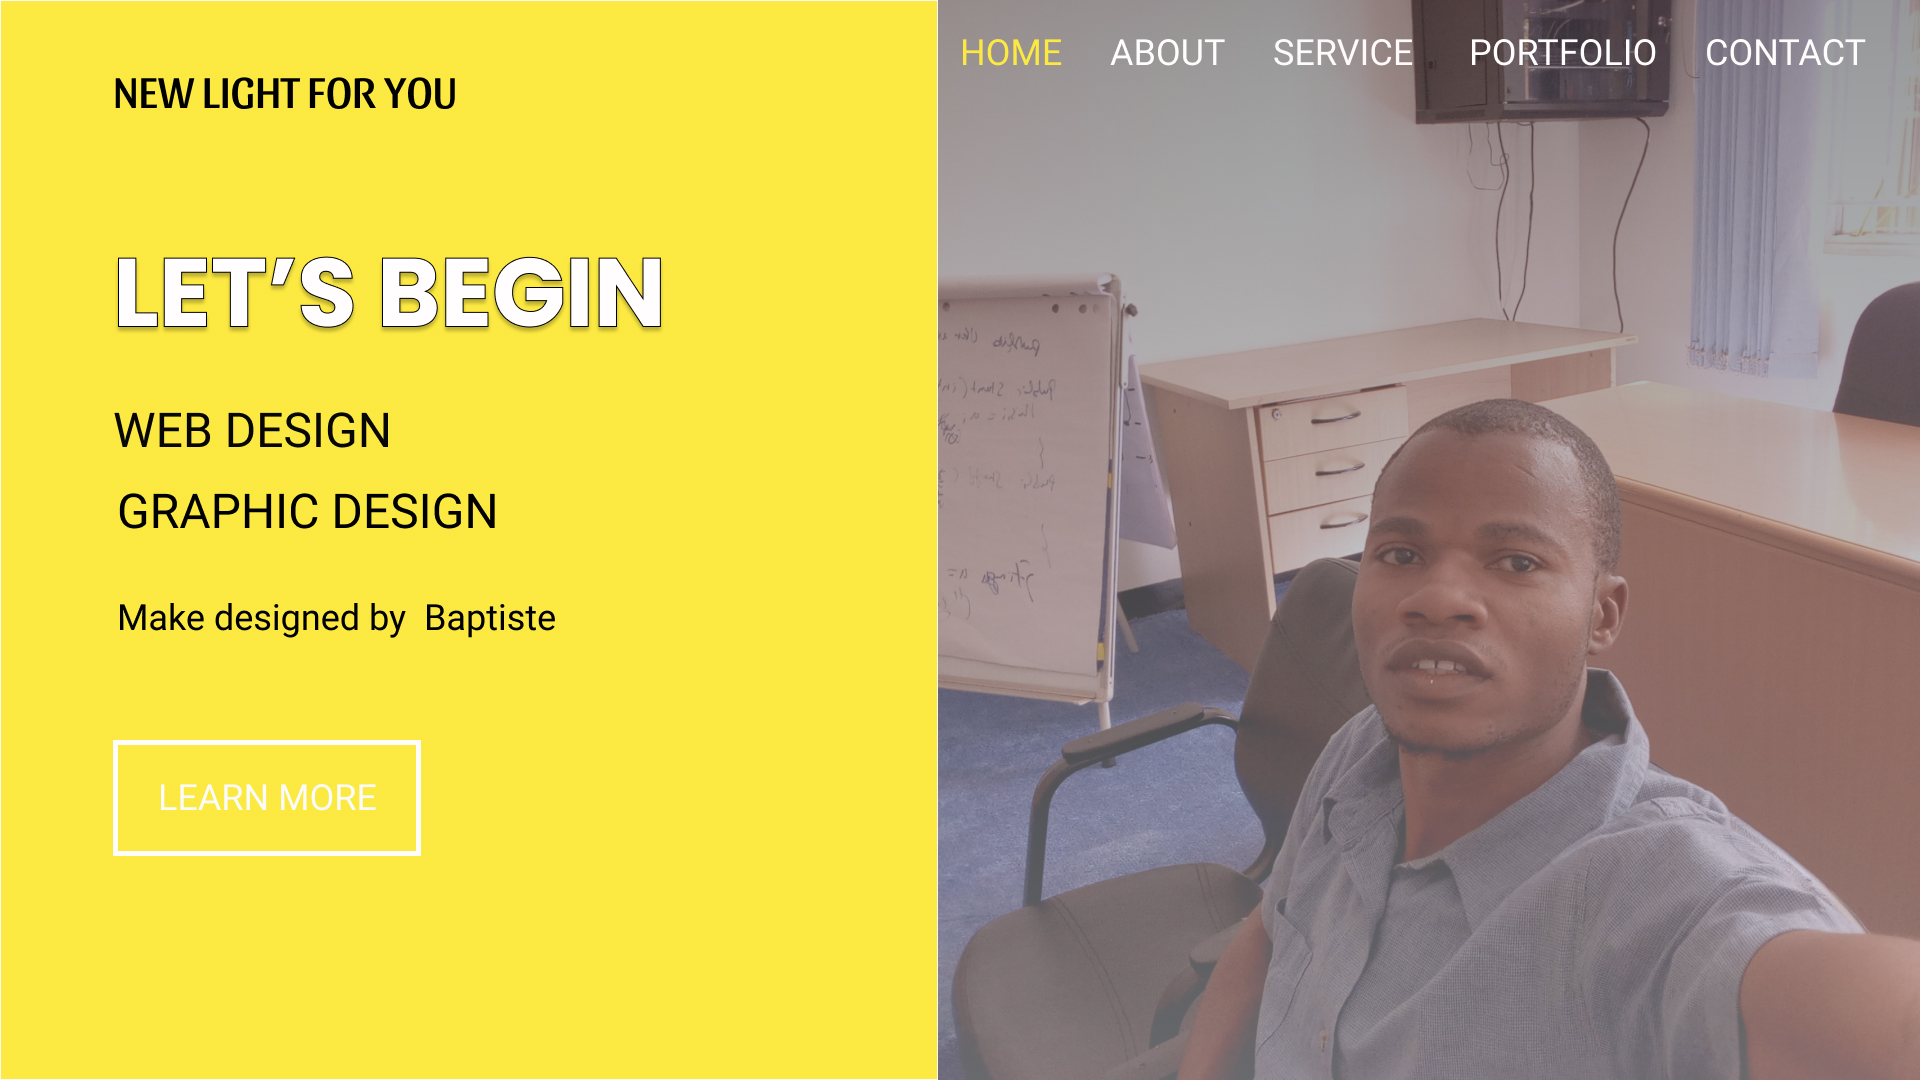 NEW LIGHT FOR YOU
HOME ABOUT SERVICE PORTFOLIO CONTACT
LET’S BEGIN
WEB DESIGN
GRAPHIC DESIGN
Make designed by Baptiste
LEARN MORE